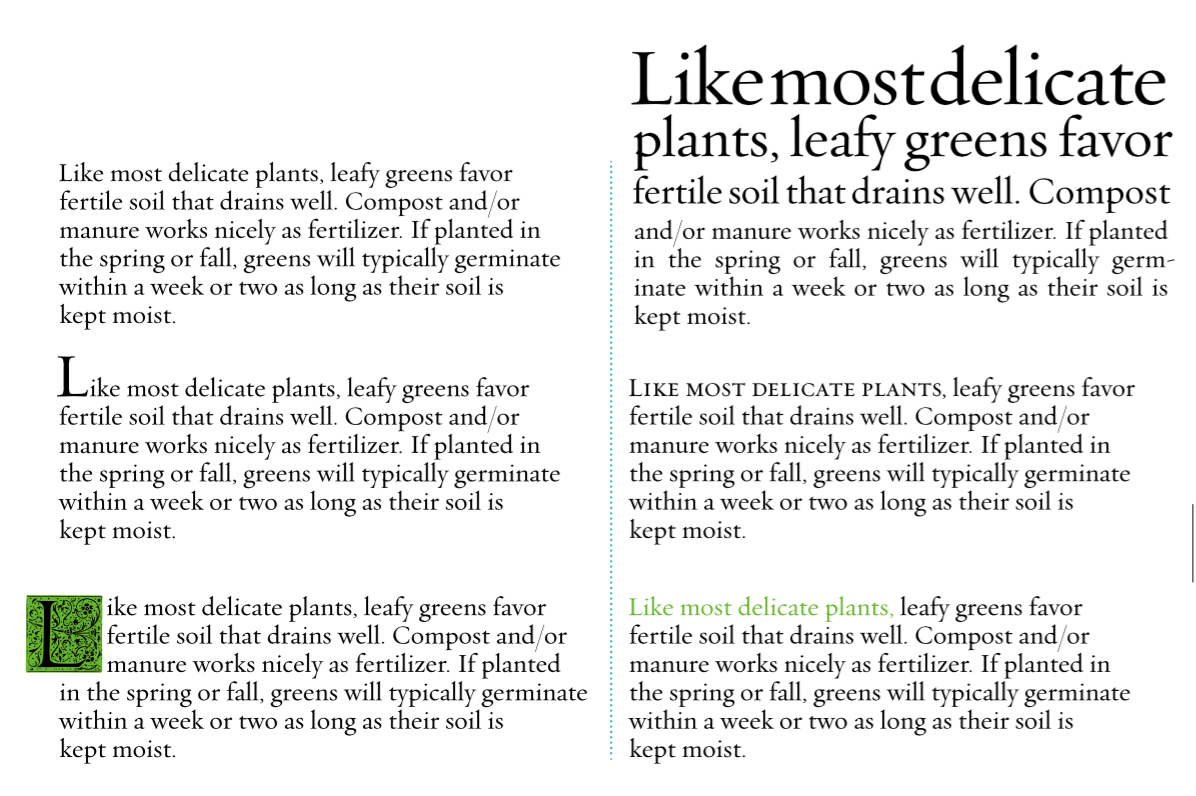 Like most delicate plants, leafy greens favor
fertile soil that drains well. Compost and/or
manure works nicely as fertilizer. If planted in
the spring or fall, greens will typically germinate
within a week or two as long as their soil is
kept moist.
Like most delicate plants, leafy greens favor
fertile soil that drains well. Compost and/or
manure works nicely as fertilizer. If planted in
the spring or fall, greens will typically germinate
within a week or two as long as their soil is
kept moist.
Like most delicate plants, leafy greens favor
fertile soil that drains well. Compost and/or
manure works nicely as fertilizer. If planted
in the spring or fall, greens will typically germinate
within a week or two as long as their soil is
kept moist.
Like most delicate
plants, leafy greens favor
fertile soil that drains well. Compost
and/or manure works nicely as fertilizer. If planted
in the spring or fall, greens will typically germ-
inate within a week or two as long as their soil is
kept moist.
LIKE MOST DELICATE PLANTS, leafy greens favor
fertile soil that drains well. Compost and/or
manure works nicely as fertilizer. If planted in
the spring or fall, greens will typically germinate
within a week or two as long as their soil is
kept moist.
Like most delicate plants, leafy greens favor
fertile soil that drains well. Compost and/or
manure works nicely as fertilizer. If planted in
the spring or fall, greens will typically germinate
within a week or two as long as their soil is
kept moist.